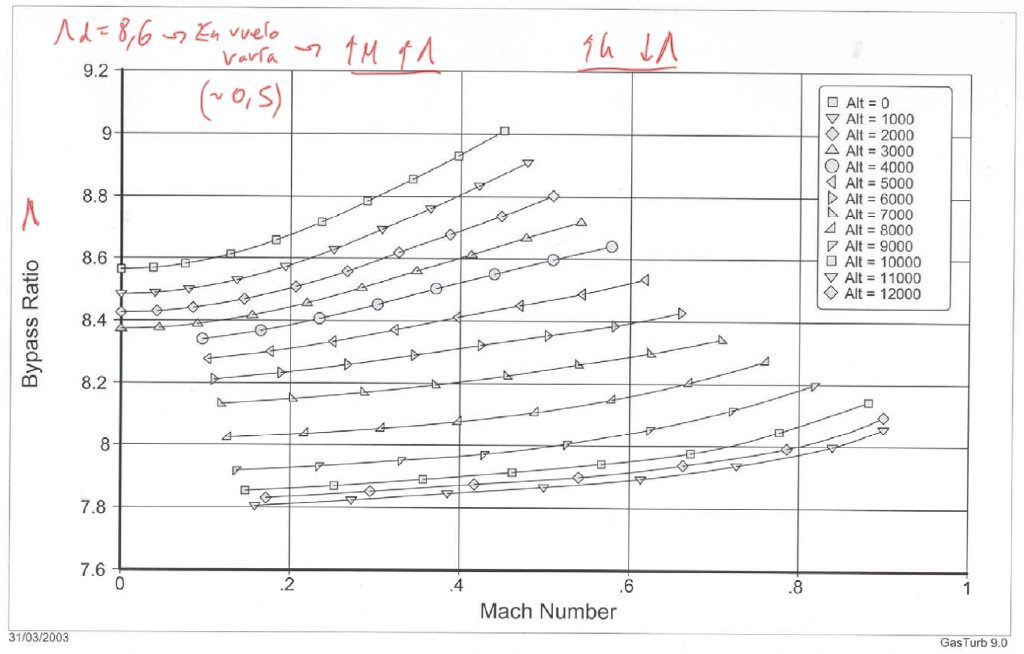 Λd = 8,6 → En vuelo varía → ↑M ↑Λ
↑h ↓Λ
(~0,5)
9.2
9
8.8
8.6
8.4
8.2
8
7.8
7.6
Λ
Bypass Ratio
Alt = 0
Alt = 1000
Alt = 2000
Alt = 3000
Alt = 4000
Alt = 5000
Alt = 6000
Alt = 7000
Alt = 8000
Alt = 9000
Alt = 10000
Alt = 11000
Alt = 12000
0 .2 .4 .6 .8 1
Mach Number
31/03/2003
GasTurb 9.0